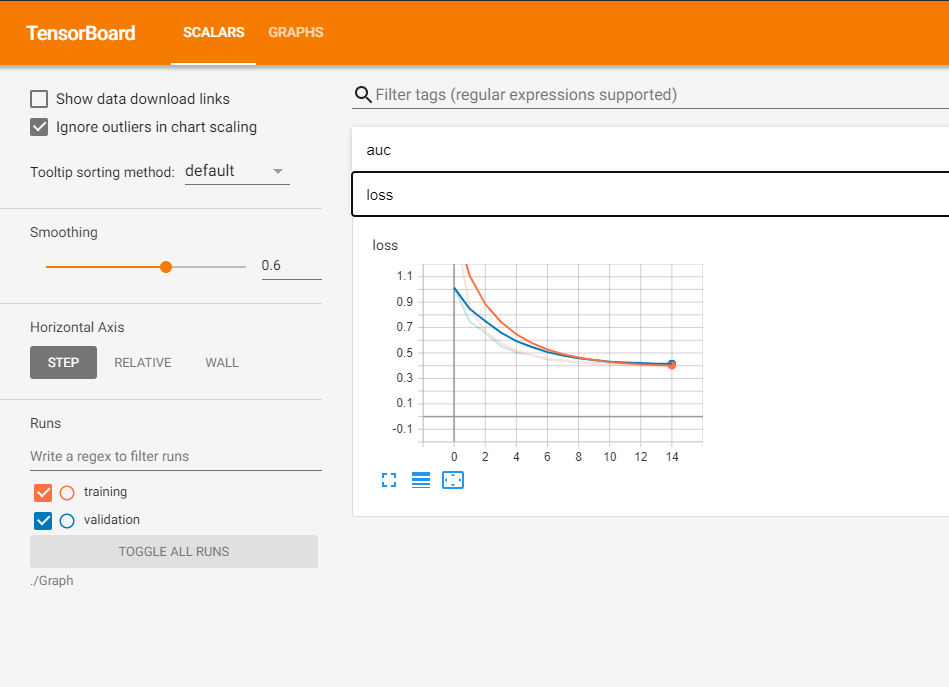 TensorBoard SCALARS GRAPHS
Show data download links
Ignore outliers in chart scaling
Tooltip sorting method: default
Smoothing
0.6
Horizontal Axis
STEP RELATIVE WALL
Runs
Write a regex to filter runs
training
validation
TOGGLE ALL RUNS
./Graph
Filter tags (regular expressions supported)
auc
loss
loss
1.1
0.9
0.7
0.5
0.3
0.1
-0.1
0 2 4 6 8 10 12 14